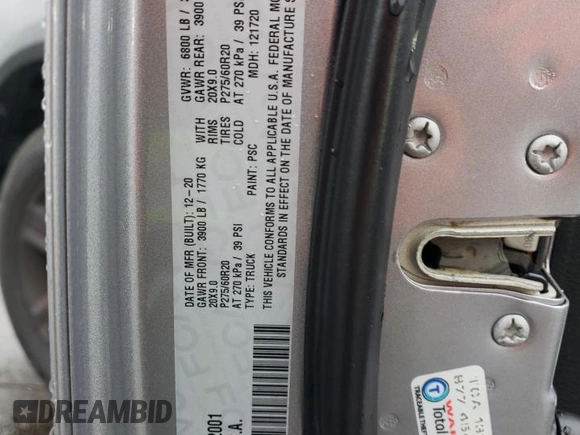 DATE OF MFR (BUILT): 12-20 GVWR: 6800 LB /
GAWR FRONT: 3900 LB / 1770 KG WITH GAWR REAR: 3900
20X9.0 RIMS 20X9.0
P275/60R20 TIRES P275/60R20
AT 270 kPa / 39 PSI COLD AT 270 kPa / 39 PSI
TYPE: TRUCK PAINT: PSC MDH: 121720
THIS VEHICLE CONFORMS TO ALL APPLICABLE U.S.A. FEDERAL MO
STANDARDS IN EFFECT ON THE DATE OF MANUFACTURE S
2001
.A.
TRACEABLE
Total
DREAMBID